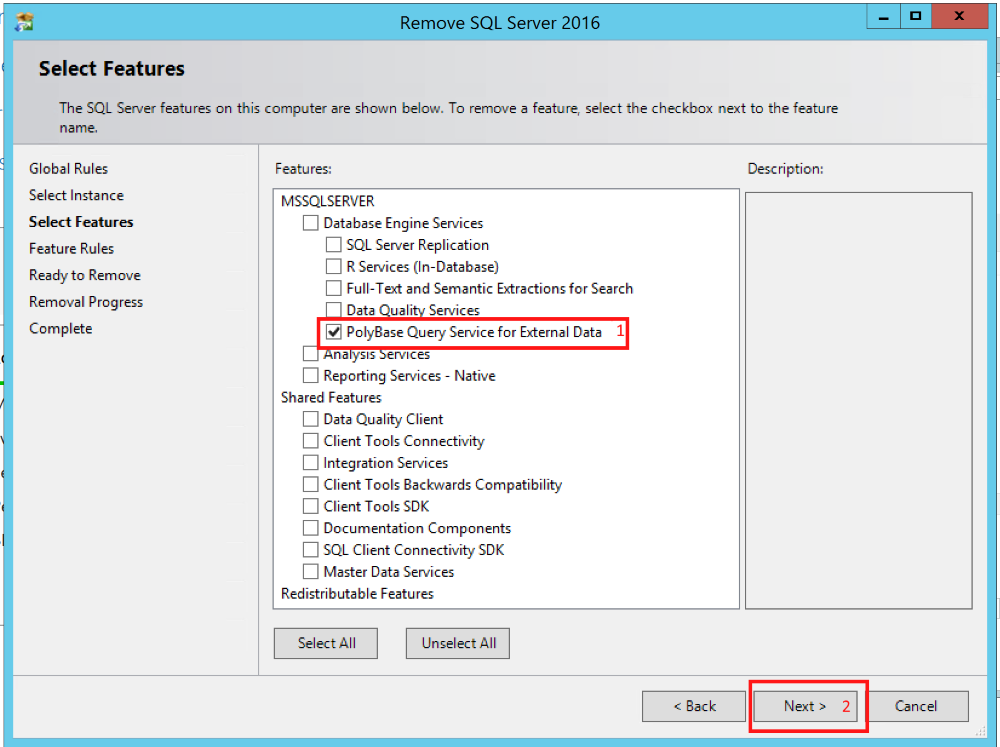 Remove SQL Server 2016
x
Select Features
The SQL Server features on this computer are shown below. To remove a feature, select the checkbox next to the feature
name.
Global Rules
Select Instance
Select Features
Feature Rules
Ready to Remove
Removal Progress
Complete
Features:
MSSQLSERVER
Database Engine Services
SQL Server Replication
R Services (In-Database)
Full-Text and Semantic Extractions for Search
Data Quality Services
PolyBase Query Service for External Data 1
Analysis Services
Reporting Services - Native
Shared Features
Data Quality Client
Client Tools Connectivity
Integration Services
Client Tools Backwards Compatibility
Client Tools SDK
Documentation Components
SQL Client Connectivity SDK
Master Data Services
Redistributable Features
Description:
Select All
Unselect All
< Back
Next > 2
Cancel